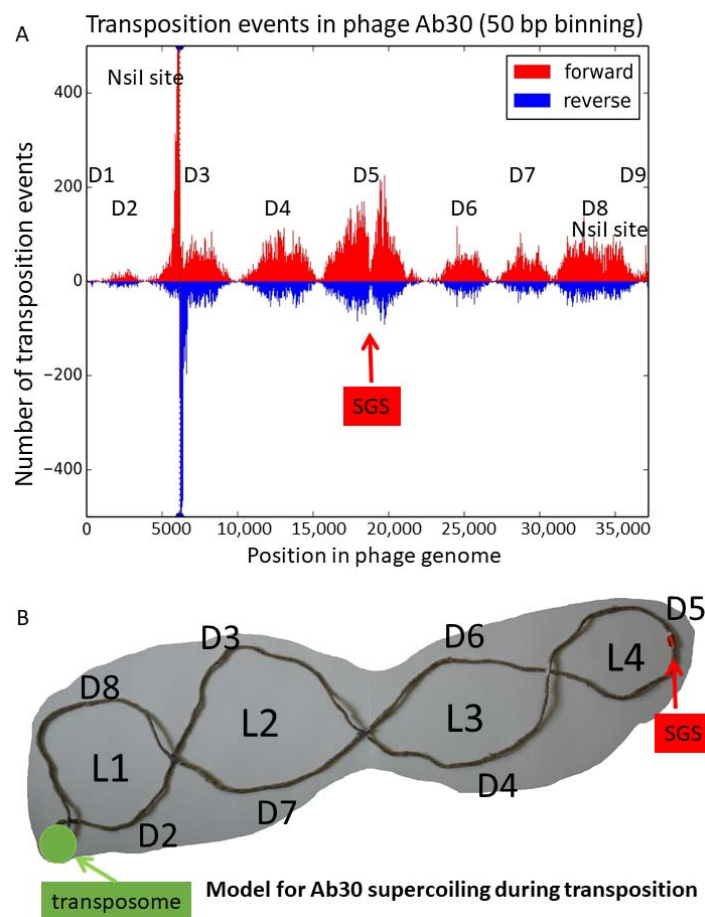 A
Transposition events in phage Ab30 (50 bp binning)
Number of transposition events
400
200
0
−200
−400
NsiI site
forward
reverse
D1
D2
D3
D4
D5
D6
D7
D8
D9
NsiI site
SGS
0 5000 10,000 15,000 20,000 25,000 30,000 35,000
Position in phage genome
B
D3
D6
D5
D8
L1
L2
L3
L4
SGS
D2
D7
D4
transposome
Model for Ab30 supercoiling during transposition